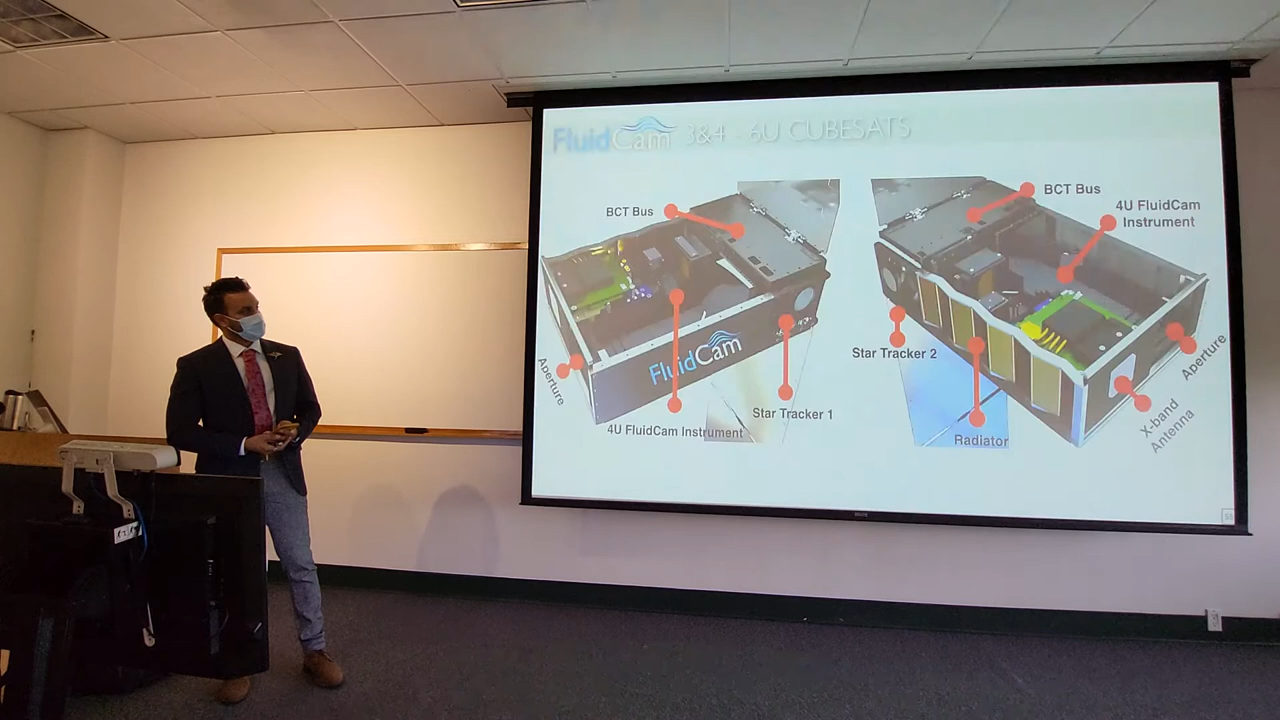 FluidCam 3&4 - 6U CUBESATS
BCT Bus
Aperture
4U FluidCam Instrument
FluidCam
Star Tracker 1
BCT Bus
4U FluidCam
Instrument
Star Tracker 2
Radiator
Aperture
X-band
Antenna